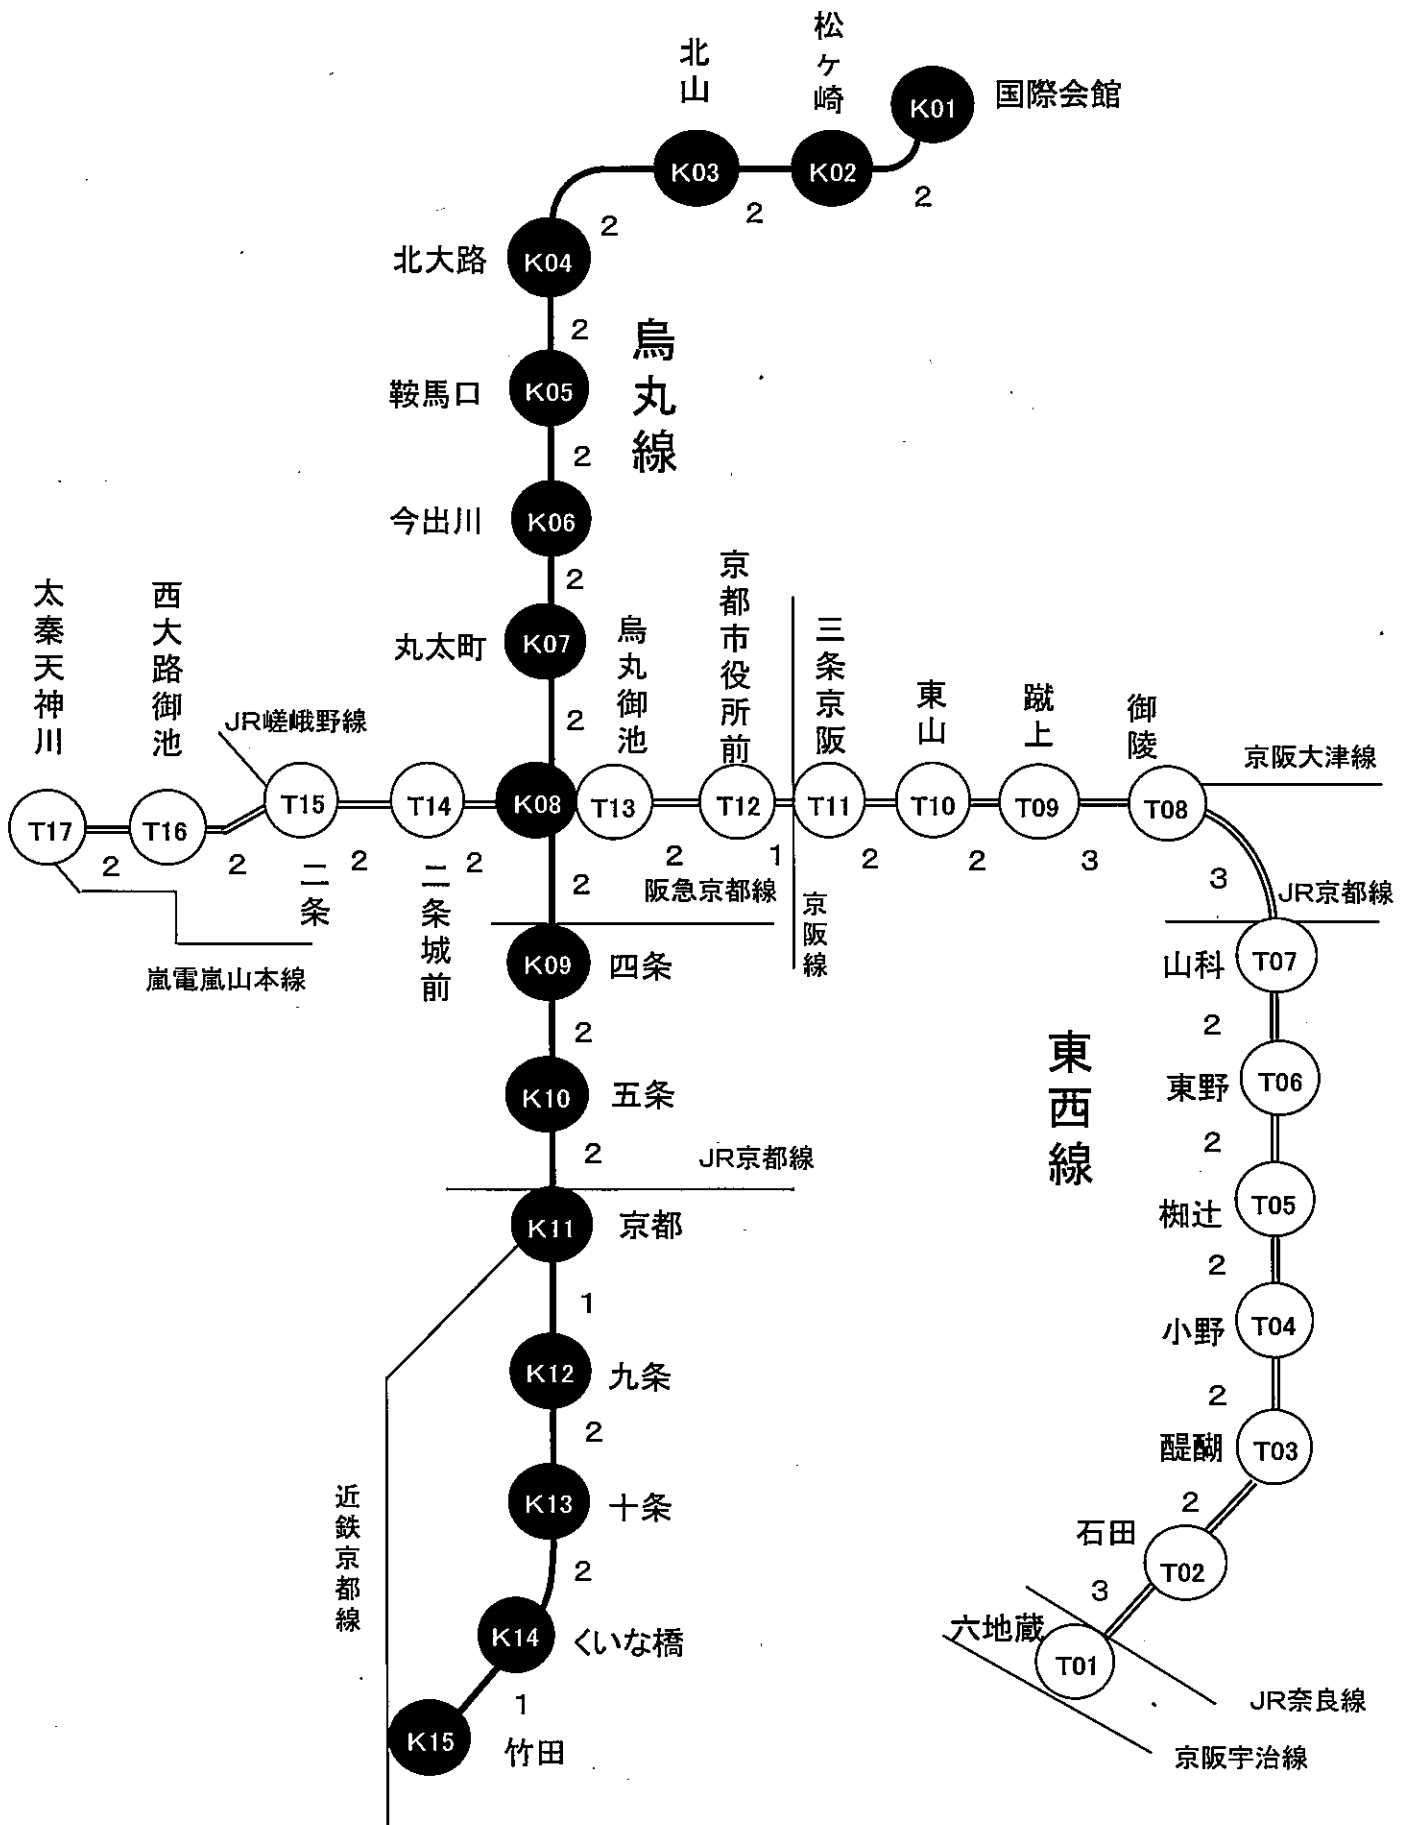 国際会館
K01
2
松ヶ崎
K02
2
北山
K03
2
北大路
K04
2
鞍馬口
K05
2
今出川
K06
2
丸太町
K07
2
烏丸線
太秦天神川
T17
2
西大路御池
T16
2
JR嵯峨野線
T15
二条
2
T14
二条城前
2
K08
烏丸御池
T13
2
京都市役所前
T12
1
三条京阪
T11
2
東山
T10
2
蹴上
T09
3
御陵
T08
3
京阪大津線
JR京都線
阪急京都線
京阪線
嵐電嵐山本線
2
K09
四条
2
K10
五条
2
JR京都線
K11
京都
1
K12
九条
2
K13
十条
2
K14
くいな橋
1
K15
竹田
近鉄京都線
東西線
山科
T07
2
東野
T06
2
椥辻
T05
2
小野
T04
2
醍醐
T03
2
石田
T02
3
六地蔵
T01
JR奈良線
京阪宇治線